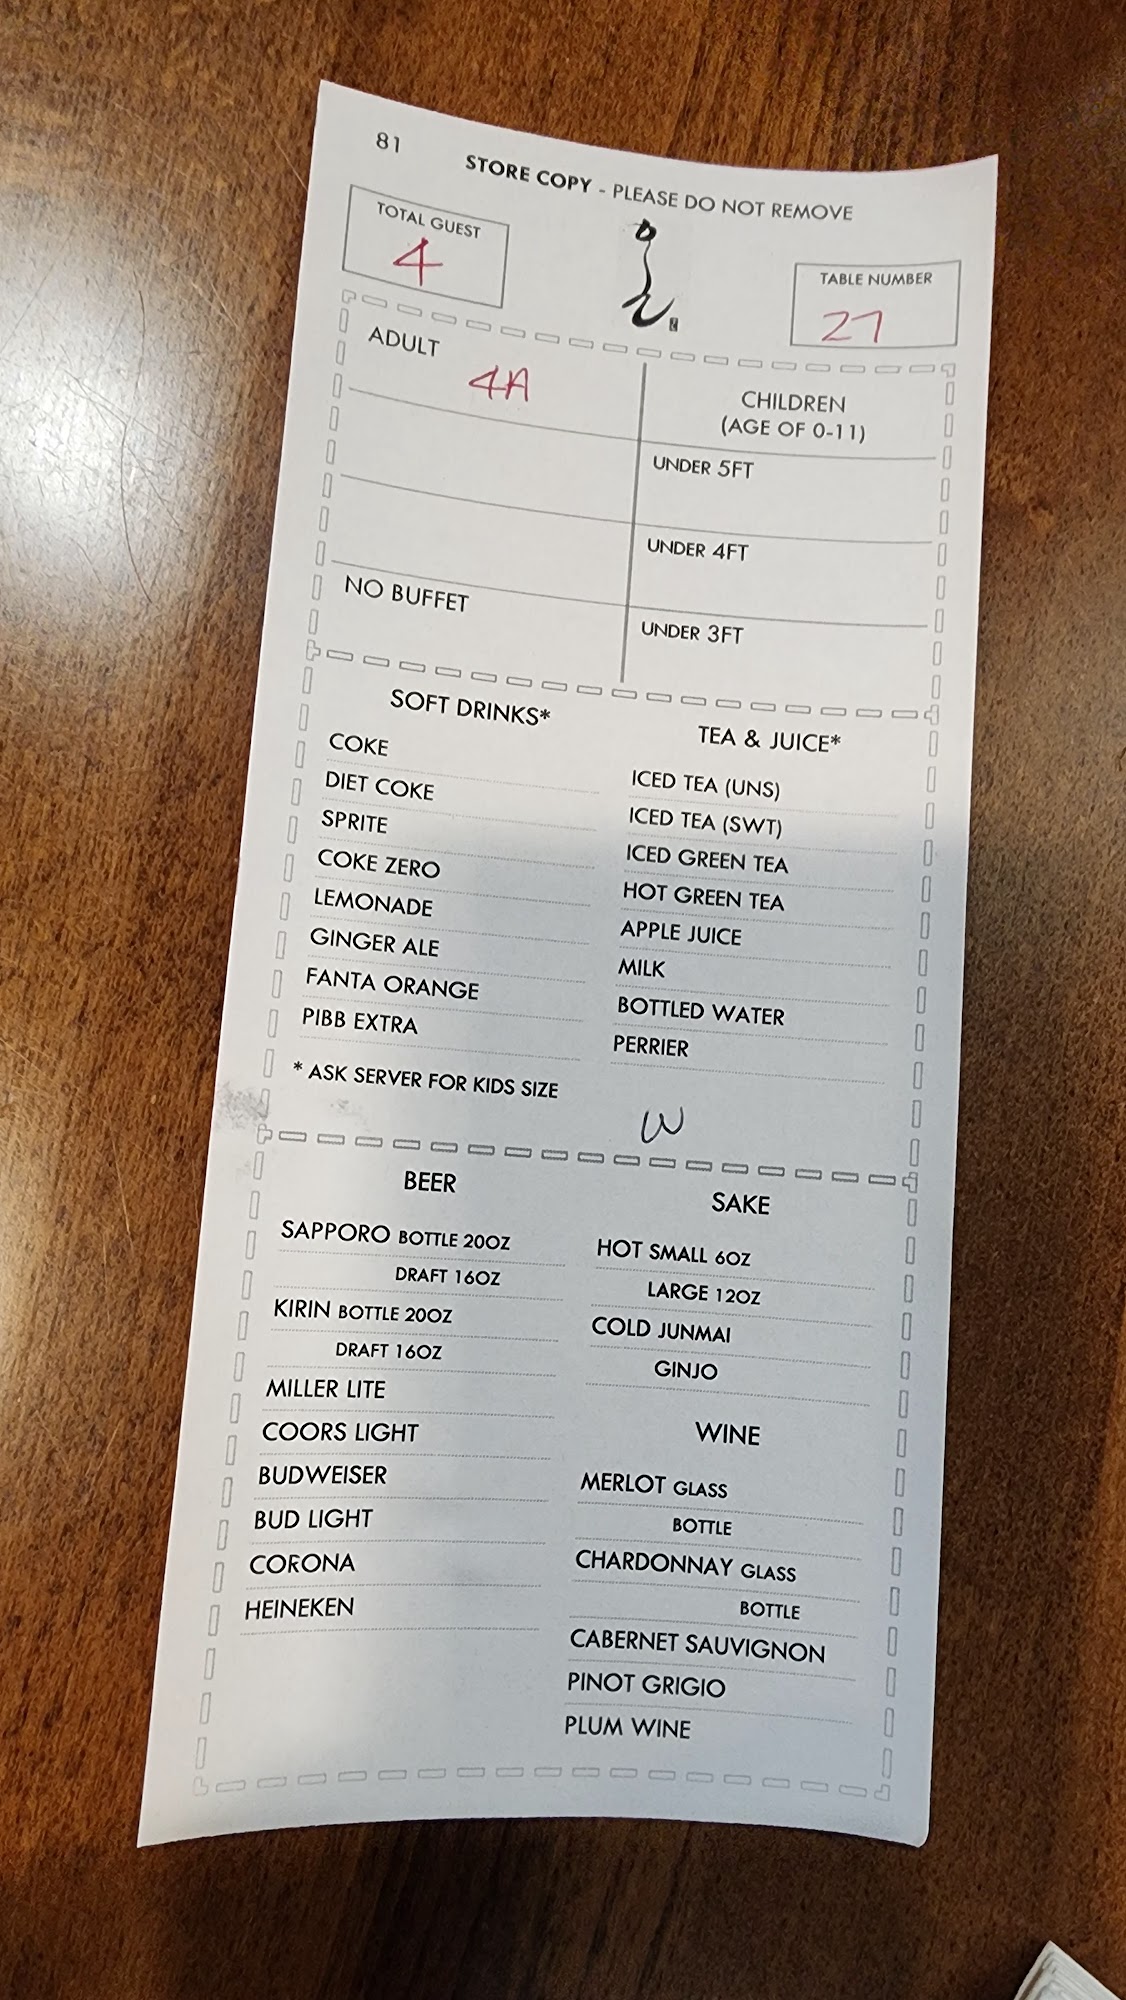 81
STORE COPY - PLEASE DO NOT REMOVE
TOTAL GUEST
4
TABLE NUMBER
27
ADULT
4A
NO BUFFET
CHILDREN
(AGE OF 0-11)
UNDER 5FT
UNDER 4FT
UNDER 3FT
SOFT DRINKS*
COKE
DIET COKE
SPRITE
COKE ZERO
LEMONADE
GINGER ALE
FANTA ORANGE
PIBB EXTRA
* ASK SERVER FOR KIDS SIZE
TEA & JUICE*
ICED TEA (UNS)
ICED TEA (SWT)
ICED GREEN TEA
HOT GREEN TEA
APPLE JUICE
MILK
BOTTLED WATER
PERRIER
W
BEER
SAPPORO BOTTLE 20OZ
DRAFT 16OZ
KIRIN BOTTLE 20OZ
DRAFT 16OZ
MILLER LITE
COORS LIGHT
BUDWEISER
BUD LIGHT
CORONA
HEINEKEN
SAKE
HOT SMALL 6OZ
LARGE 12OZ
COLD JUNMAI
GINJO
WINE
MERLOT GLASS
BOTTLE
CHARDONNAY GLASS
BOTTLE
CABERNET SAUVIGNON
PINOT GRIGIO
PLUM WINE